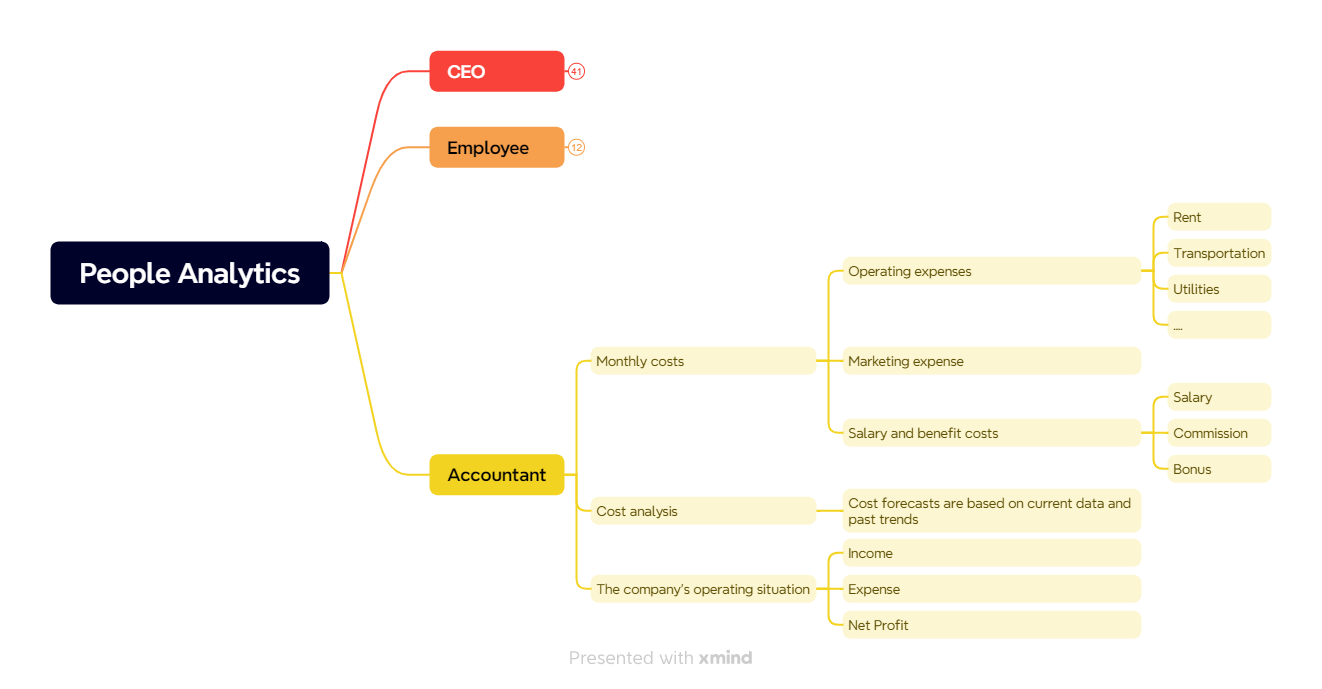 CEO
41
Employee
12
People Analytics
Accountant
Monthly costs
Operating expenses
Rent
Transportation
Utilities
....
Marketing expense
Salary and benefit costs
Salary
Commission
Bonus
Cost analysis
Cost forecasts are based on current data and
past trends
The company's operating situation
Income
Expense
Net Profit
Presented with xmind